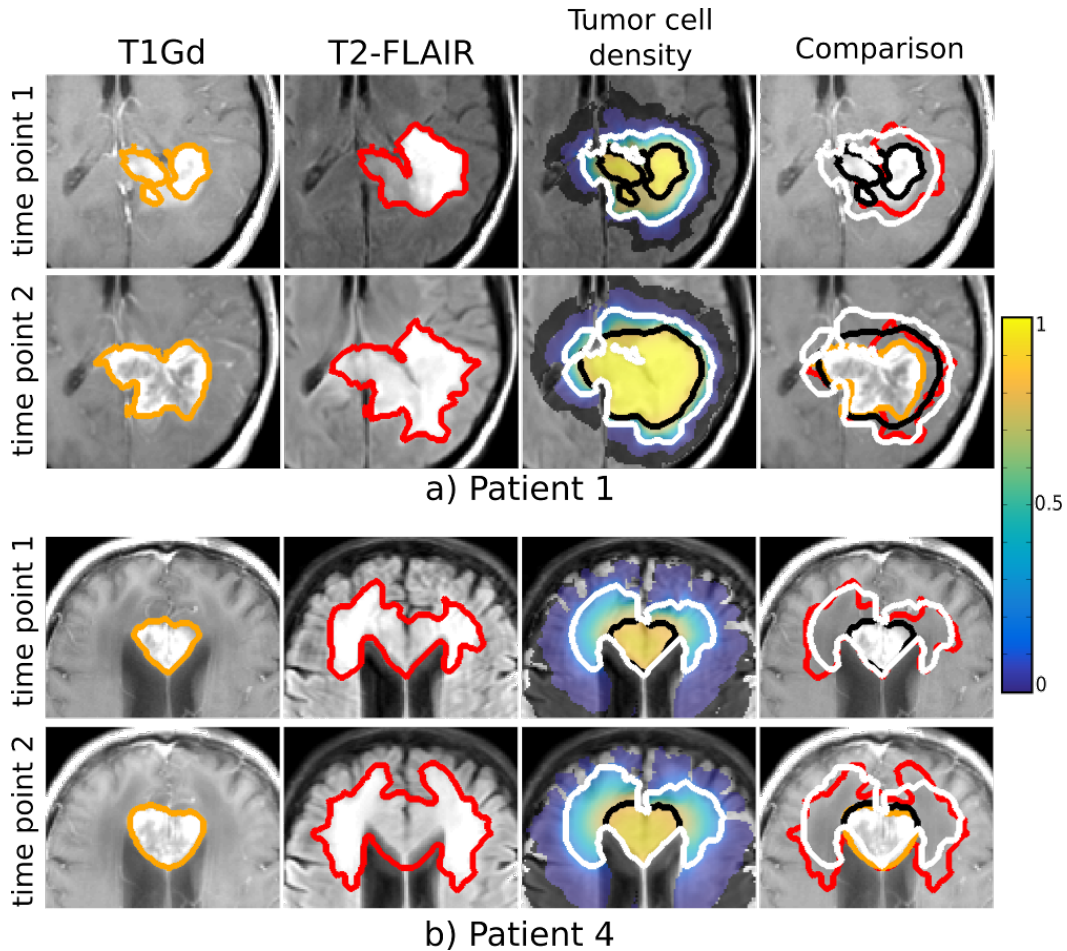 T1Gd
T2-FLAIR
Tumor cell
density
Comparison
time point 1
time point 2
a) Patient 1
1
0.5
0
time point 1
time point 2
b) Patient 4